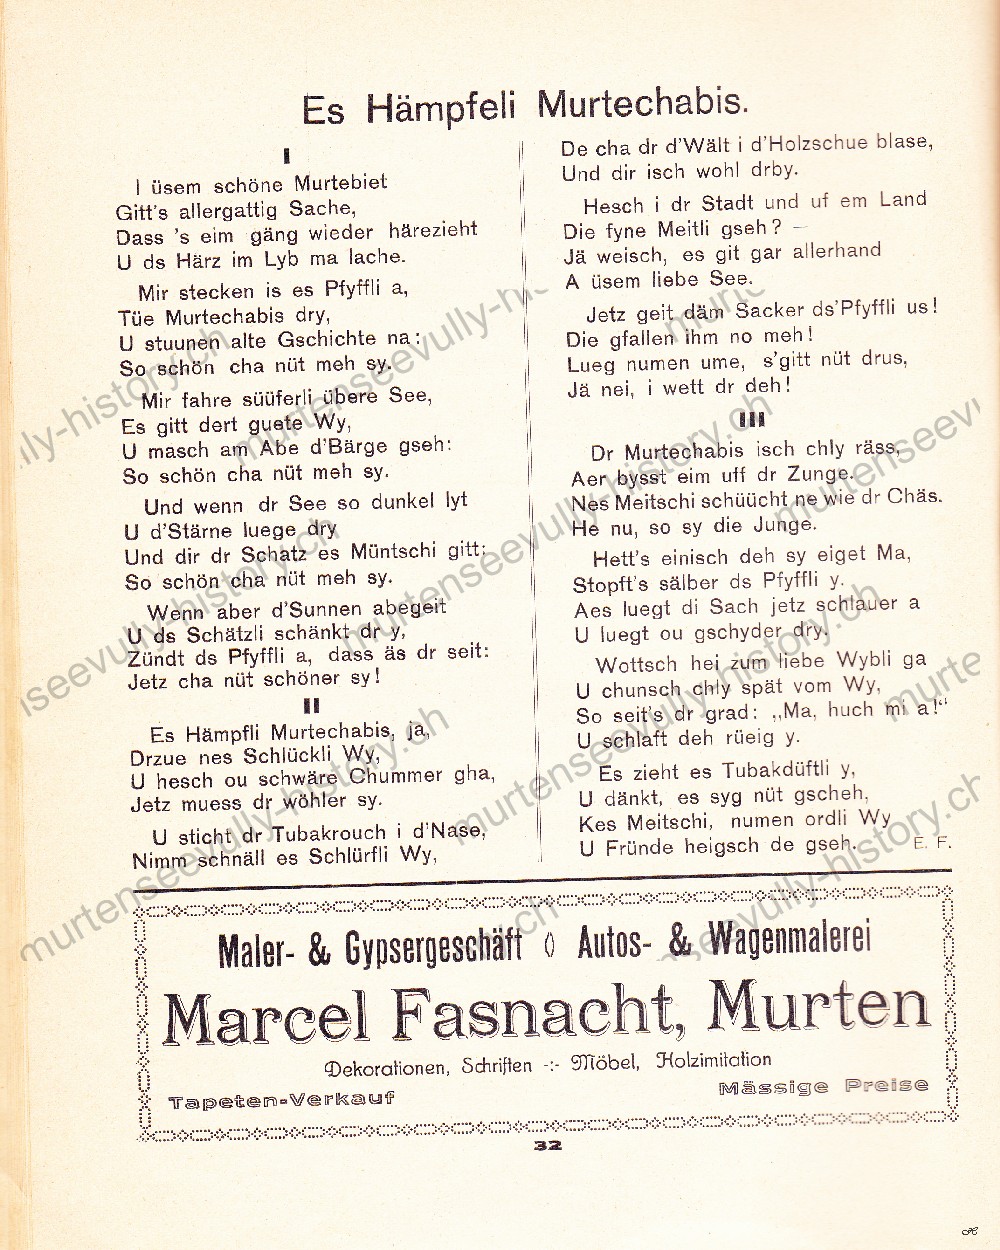 Es Hämpfeli Murtechabis.
I
I üsem schöne Murtebiet
Gitt's allergattig Sache,
Dass 's eim gäng wieder härezieht
U ds Härz im Lyb ma lache.
Mir stecken is es Pfyffli a,
Tüe Murtechabis dry,
U stuunen alte Gschichte na:
So schön cha nüt meh sy.
Mir fahre süüferli übere See,
Es gitt dert guete Wy,
U masch am Abe d'Bärge gseh:
So schön cha nüt meh sy.
Und wenn dr See so dunkel lyt
U d'Stärne luege dry
Und dir dr Schatz es Müntschi gitt:
So schön cha nüt meh sy.
Wenn aber d'Sunnen abegeit
U ds Schätzli schänkt dr y,
Zündt ds Pfyffli a, dass äs dr seit:
Jetz cha nüt schöner sy!
II
Es Hämpfli Murtechabis, jä,
Drzue nes Schlückli Wy,
U hesch ou schwäre Chummer gha,
Jetz muess dr wöhler sy.
U sticht dr Tubakrouch i d'Nase,
Nimm schnäll es Schlürfli Wy,
De cha dr d'Wält i d'Holzschue blase,
Und dir isch wohl drby.
Hesch i dr Stadt und uf em Land
Die fyne Meitli gseh? –
Jä weisch, es git gar allerhand
A üsem liebe See.
Jetz geit däm Sacker ds'Pfyffli us!
Die gfallen ihm no meh!
Lueg numen ume, s'gitt nüt drus,
Jä nei, i wett dr deh!
III
Dr Murtechabis isch chly räss,
Aer bysst eim uff dr Zunge.
Nes Meitschi schüücht ne wie dr Chäs.
He nu, so sy die Junge.
Hett's einisch deh sy eiget Ma,
Stopft's sälber ds Pfyffli y.
Aes luegt di Sach jetz schlauer a
U luegt ou gschyder dry.
Wottsch hei zum liebe Wybli ga
U chunsch chly spät vom Wy,
So seit's dr grad: „Ma, huch mi a!“
U schlaft deh rüeig y.
Es zieht es Tubakdüftli y,
U dänkt, es syg nüt gscheh,
Kes Meitschi, numen ordli Wy
U Fründe heigsch de gseh.
E. F.
Maler- & Gypsergeschäft ◊ Autos- & Wagenmalerei
Marcel Fasnacht, Murten
Dekorationen, Schriften -:- Möbel, Holzimitation
Tapeten-Verkauf Mässige Preise
32
murtenseevully-history.ch